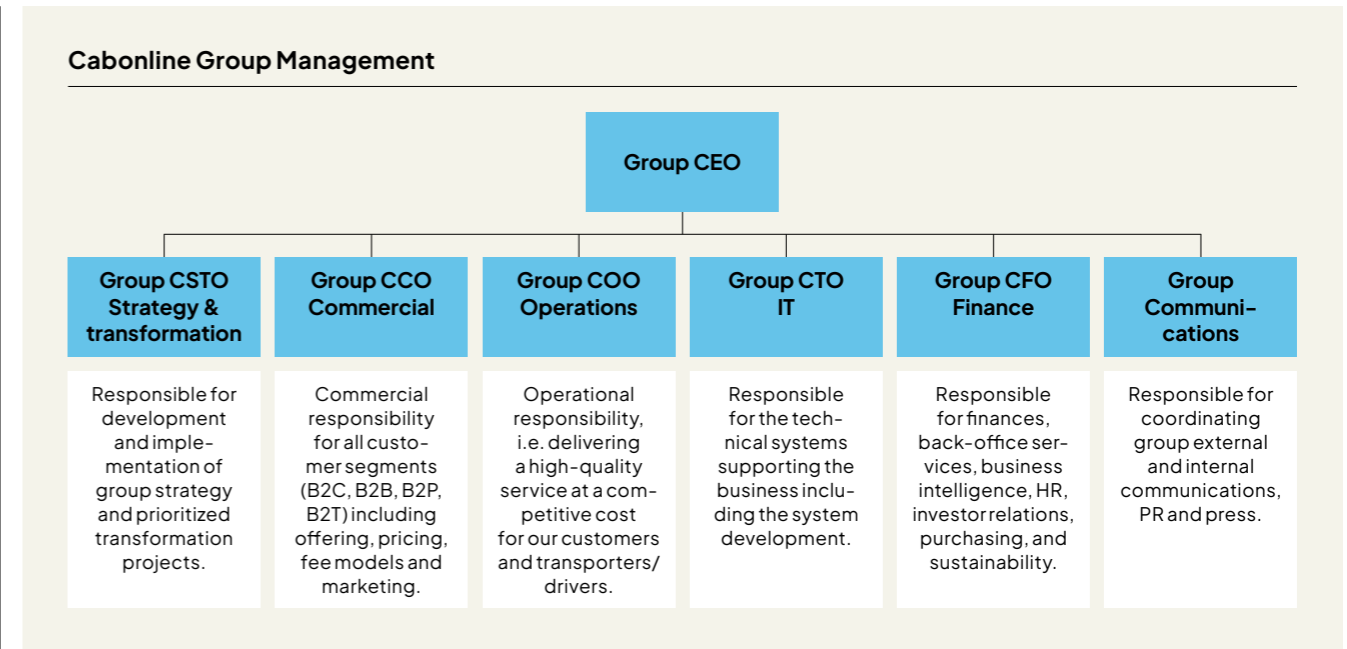 Cabonline Group Management
Group CEO
Group CSTO
Strategy &
transformation
Group CCO
Commercial
Group COO
Operations
Group CTO
IT
Group CFO
Finance
Group
Communi-
cations
Responsible for
development
and imple-
mentation of
group strategy
and prioritized
transformation
projects.
Commercial
responsibility
for all custo-
mer segments
(B2C, B2B, B2P,
B2T) including
offering, pricing,
fee models and
marketing.
Operational
responsibility,
i.e. delivering
a high-quality
service at a com-
petitive cost
for our customers
and transporters/
drivers.
Responsible
for the tech-
nical systems
supporting the
business inclu-
ding the system
development.
Responsible
for finances,
back-office ser-
vices, business
intelligence, HR,
investor relations,
purchasing, and
sustainability.
Responsible for
coordinating
group external
and internal
communications,
PR and press.